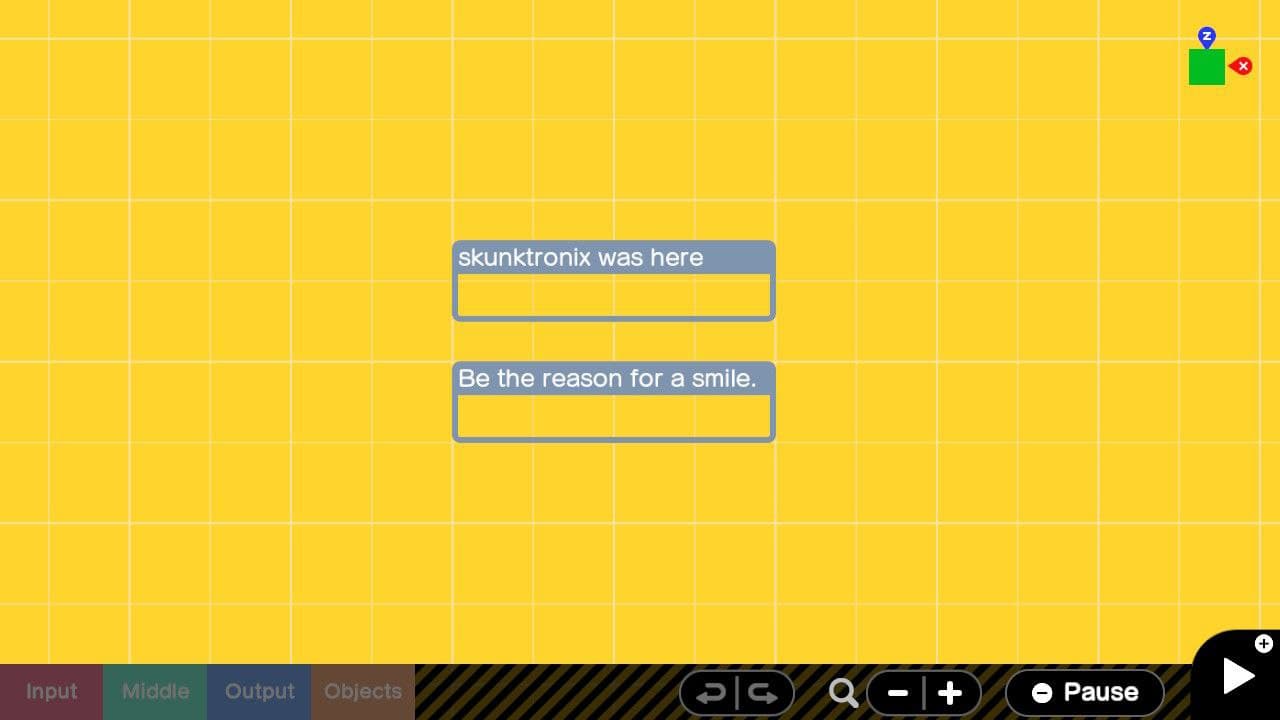 Z
X
skunktronix was here
Be the reason for a smile.
Input
Middle
Output
Objects
Pause